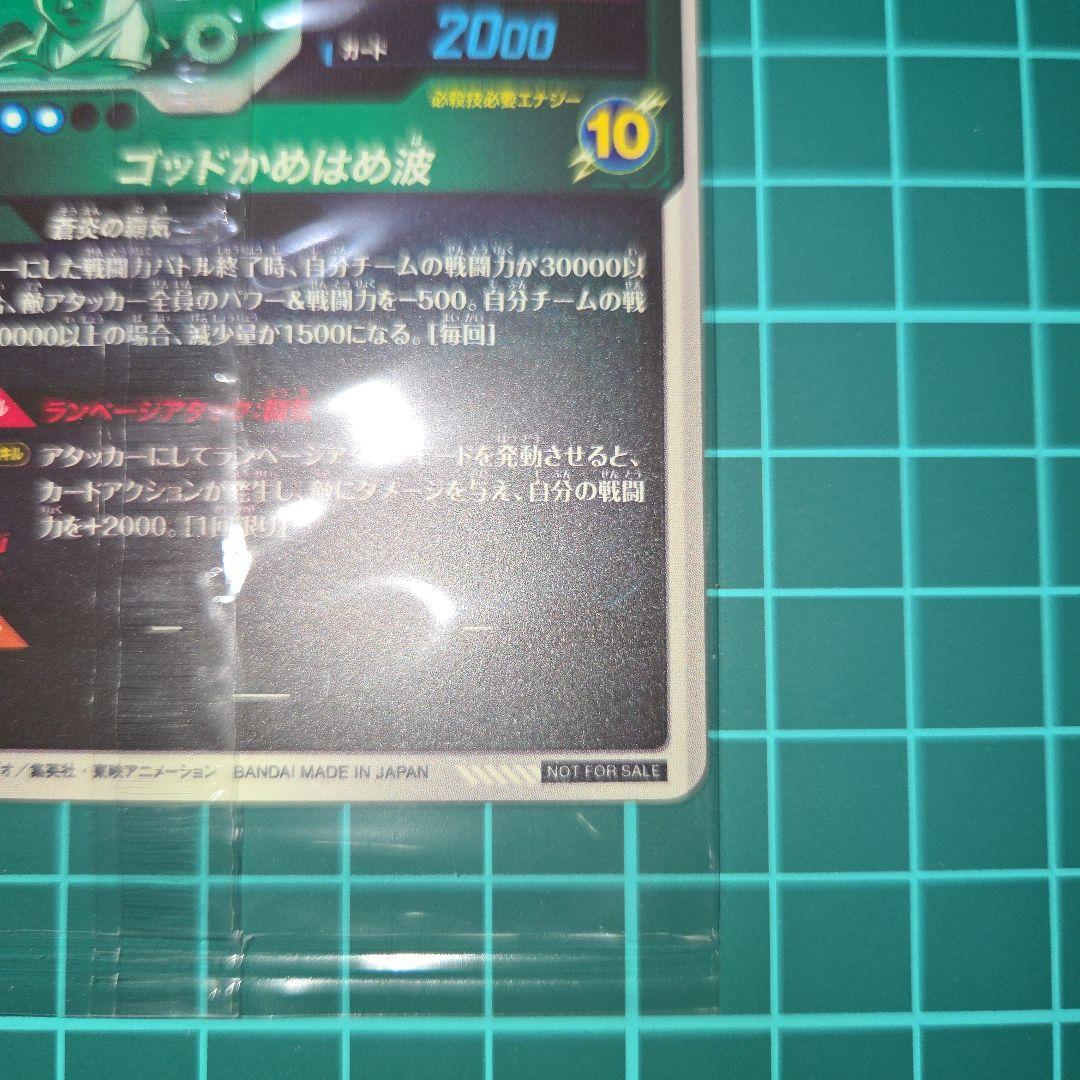 ガード 2000
必殺技必要エナジー
10
ゴッドかめはめ波
蒼炎の
ーにした戦闘力バトル終了時、自分チームの戦闘力が30000以
、敵アタッカー全員のパワー&戦闘力を-500。自分チームの戦
0000以上の場合、減少量が1500になる。[毎回]
ランページアタック:
アタッカーにしてランページア ドを発動させると、
カードアクションが発生し、敵にダメージを与え、自分の戦闘
力を+2000。[1回限り]
オ/集英社・東映アニメーション BANDAI MADE IN JAPAN
NOT FOR SALE